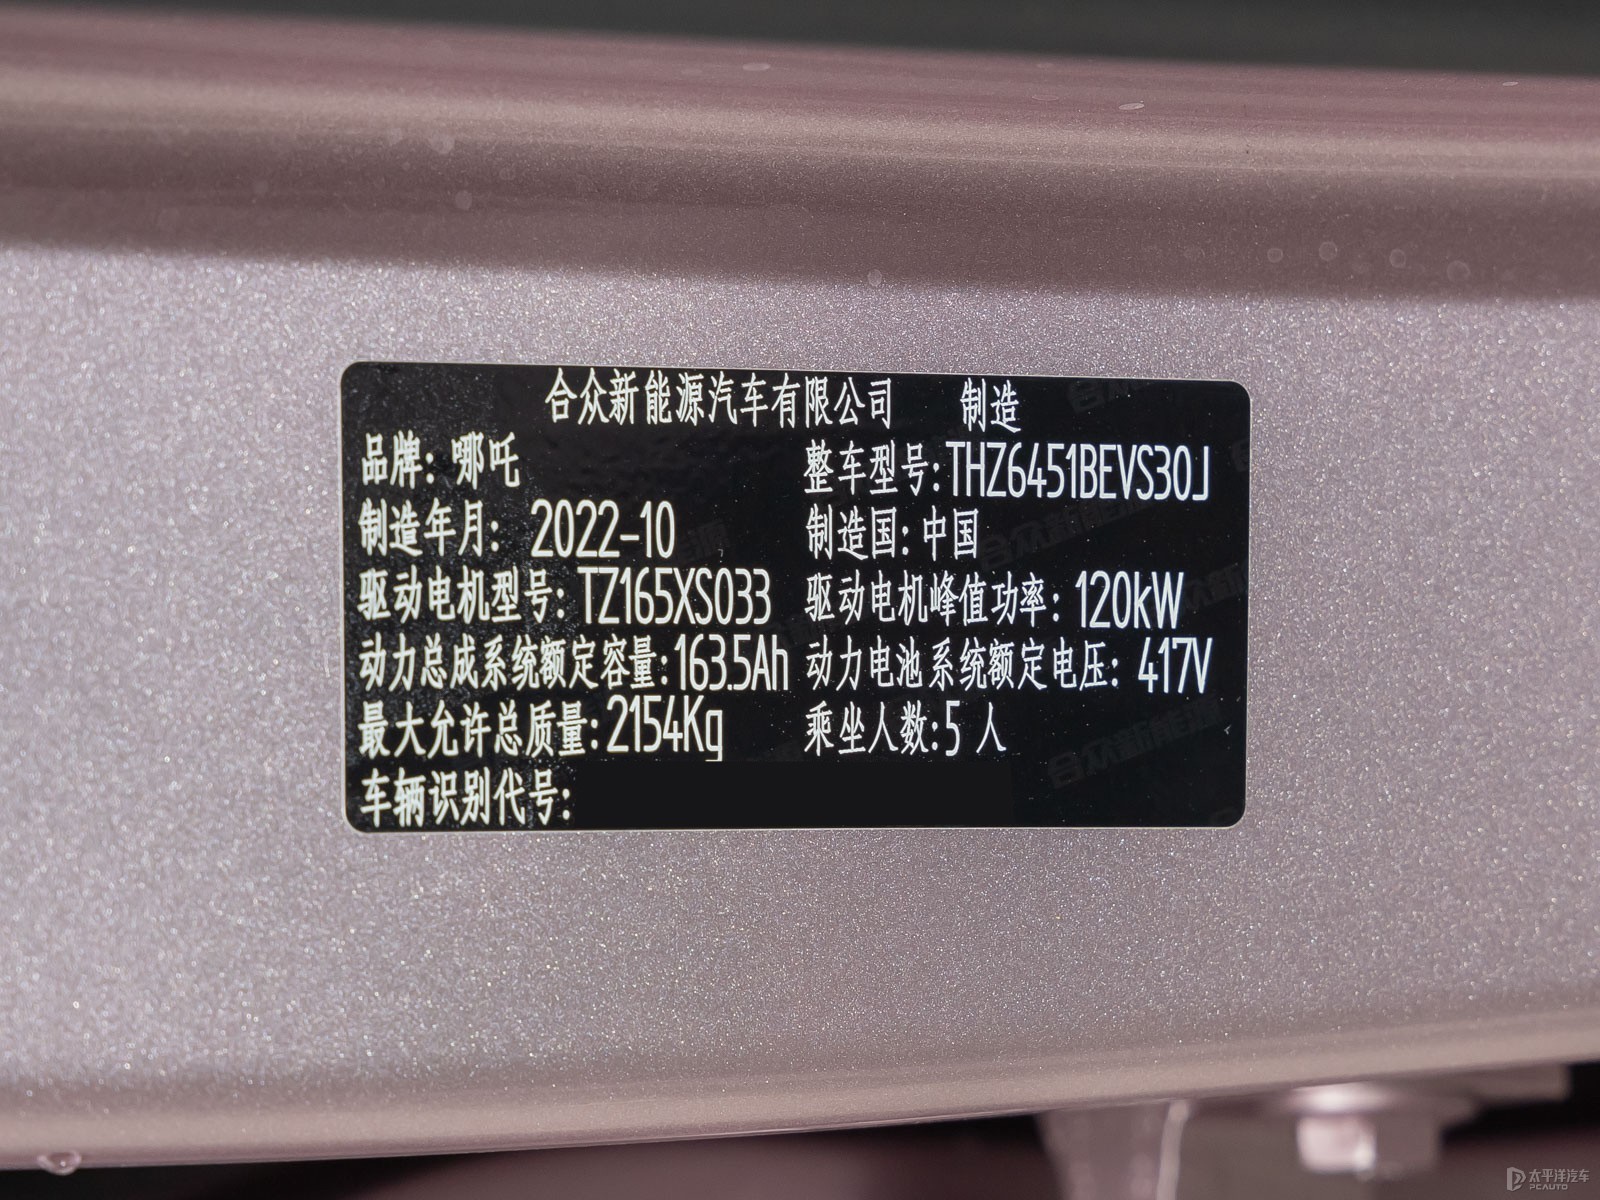 合众新能源汽车有限公司 制造
品牌: 哪吒 整车型号: THZ6451BEVS30J
制造年月: 2022-10 制造国: 中国
驱动电机型号: TZ165XS033 驱动电机峰值功率: 120kW
动力总成系统额定容量: 163.5Ah 动力电池系统额定电压: 417V
最大允许总质量: 2154Kg 乘坐人数: 5 人
车辆识别代号:
太平洋汽车
PCAUTO